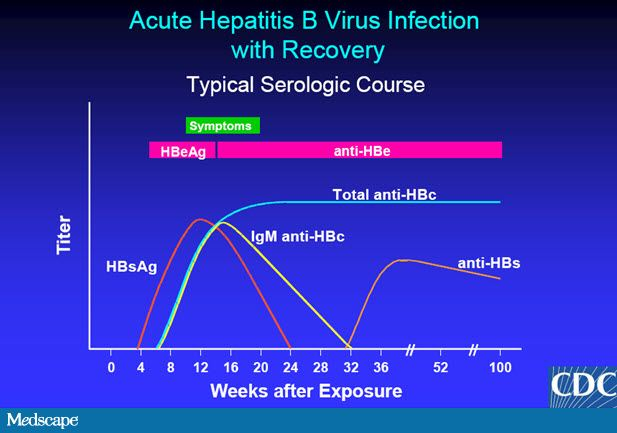 Acute Hepatitis B Virus Infection
with Recovery
Typical Serologic Course
Symptoms
HBeAg anti-HBe
Total anti-HBc
IgM anti-HBc
HBsAg
anti-HBs
Titer
0 4 8 12 16 20 24 28 32 36 52 100
Weeks after Exposure
CDC
Medscape